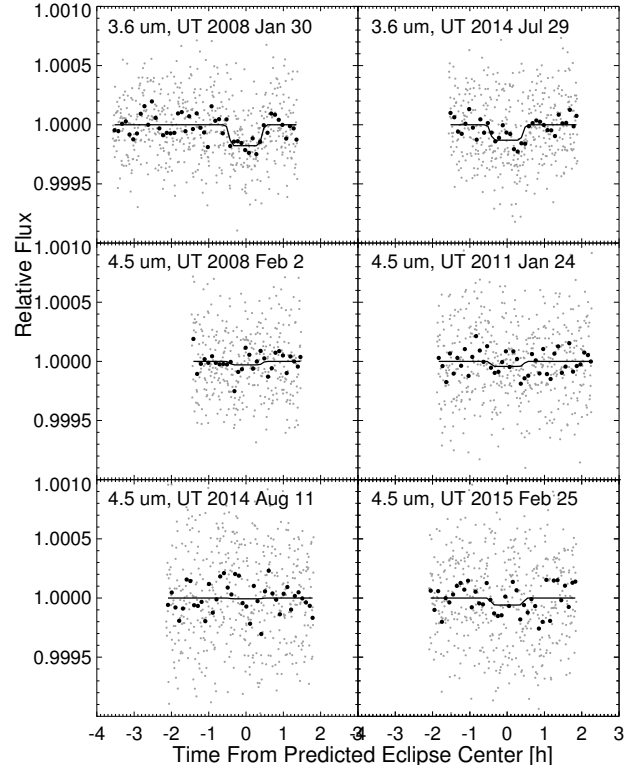 1.0010
3.6 um, UT 2008 Jan 30
3.6 um, UT 2014 Jul 29
1.0005
1.0000
0.9995
1.0010
4.5 um, UT 2008 Feb 2
4.5 um, UT 2011 Jan 24
1.0005
1.0000
0.9995
Relative Flux
1.0010
4.5 um, UT 2014 Aug 11
4.5 um, UT 2015 Feb 25
1.0005
1.0000
0.9995
-4 -3 -2 -1 0 1 2 -3 -2 -1 0 1 2 3
Time From Predicted Eclipse Center [h]